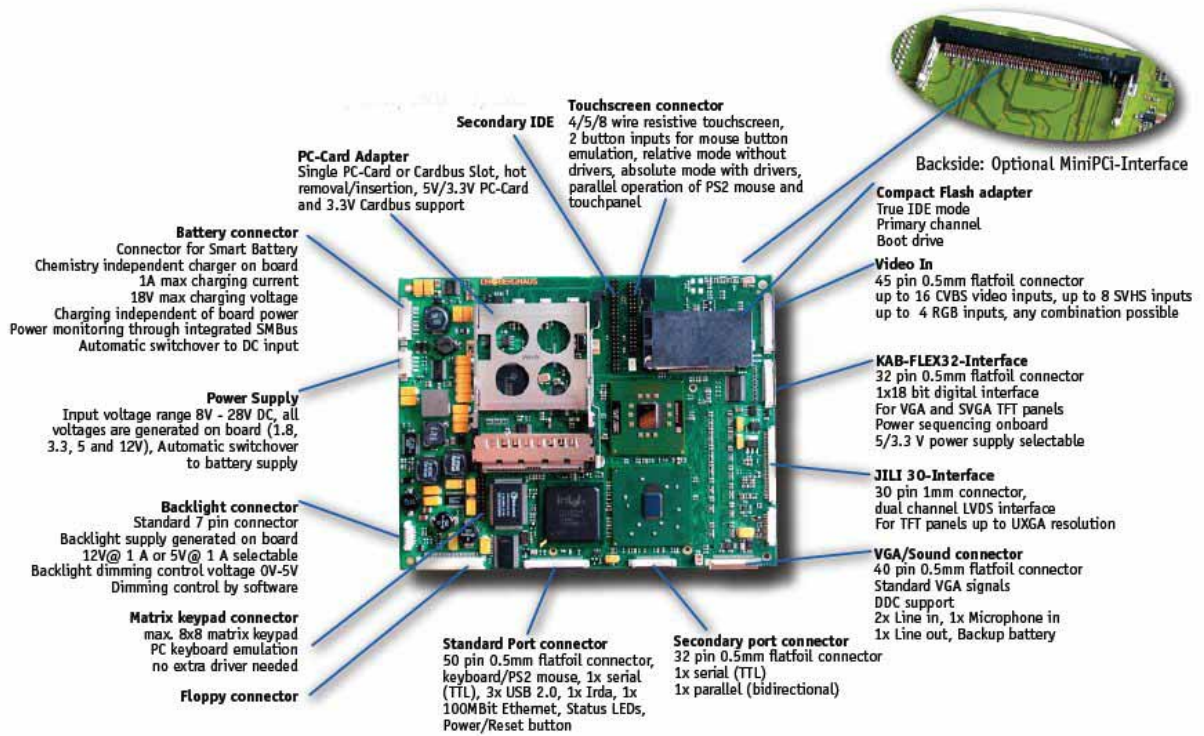 Touchscreen connector
4/5/8 wire resistive touchscreen,
2 button inputs for mouse button
emulation, relative mode without
drivers, absolute mode with drivers,
parallel operation of PS2 mouse and
touchpanel
Secondary IDE
PC-Card Adapter
Single PC-Card or Cardbus Slot, hot
removal/insertion, 5V/3.3V PC-Card
and 3.3V Cardbus support
Backside: Optional MiniPCi-Interface
Compact Flash adapter
True IDE mode
Primary channel
Boot drive
Battery connector
Connector for Smart Battery
Chemistry independent charger on board
1A max charging current
18V max charging voltage
Charging independent of board power
Power monitoring through integrated SMBus
Automatic switchover to DC input
Video In
45 pin 0.5mm flatfoil connector
up to 16 CVBS video inputs, up to 8 SVHS inputs
up to 4 RGB inputs, any combination possible
KAB-FLEX32-Interface
32 pin 0.5mm flatfoil connector
1x18 bit digital interface
For VGA and SVGA TFT panels
Power sequencing onboard
5/3.3 V power supply selectable
Power Supply
Input voltage range 8V - 28V DC, all
voltages are generated on board (1.8,
3.3, 5 and 12V), Automatic switchover
to battery supply
JILI 30-Interface
30 pin 1mm connector,
dual channel LVDS interface
For TFT panels up to UXGA resolution
Backlight connector
Standard 7 pin connector
Backlight supply generated on board
12V@ 1 A or 5V@ 1 A selectable
Backlight dimming control voltage 0V-5V
Dimming control by software
intel
VGA/Sound connector
40 pin 0.5mm flatfoil connector
Standard VGA signals
DDC support
2x Line in, 1x Microphone in
1x Line out, Backup battery
Matrix keypad connector
max. 8x8 matrix keypad
PC keyboard emulation
no extra driver needed
Floppy connector
Standard Port connector
50 pin 0.5mm flatfoil connector,
keyboard/PS2 mouse, 1x serial
(TTL), 3x USB 2.0, 1x Irda, 1x
100MBit Ethernet, Status LEDs,
Power/Reset button
Secondary port connector
32 pin 0.5mm flatfoil connector
1x serial (TTL)
1x parallel (bidirectional)